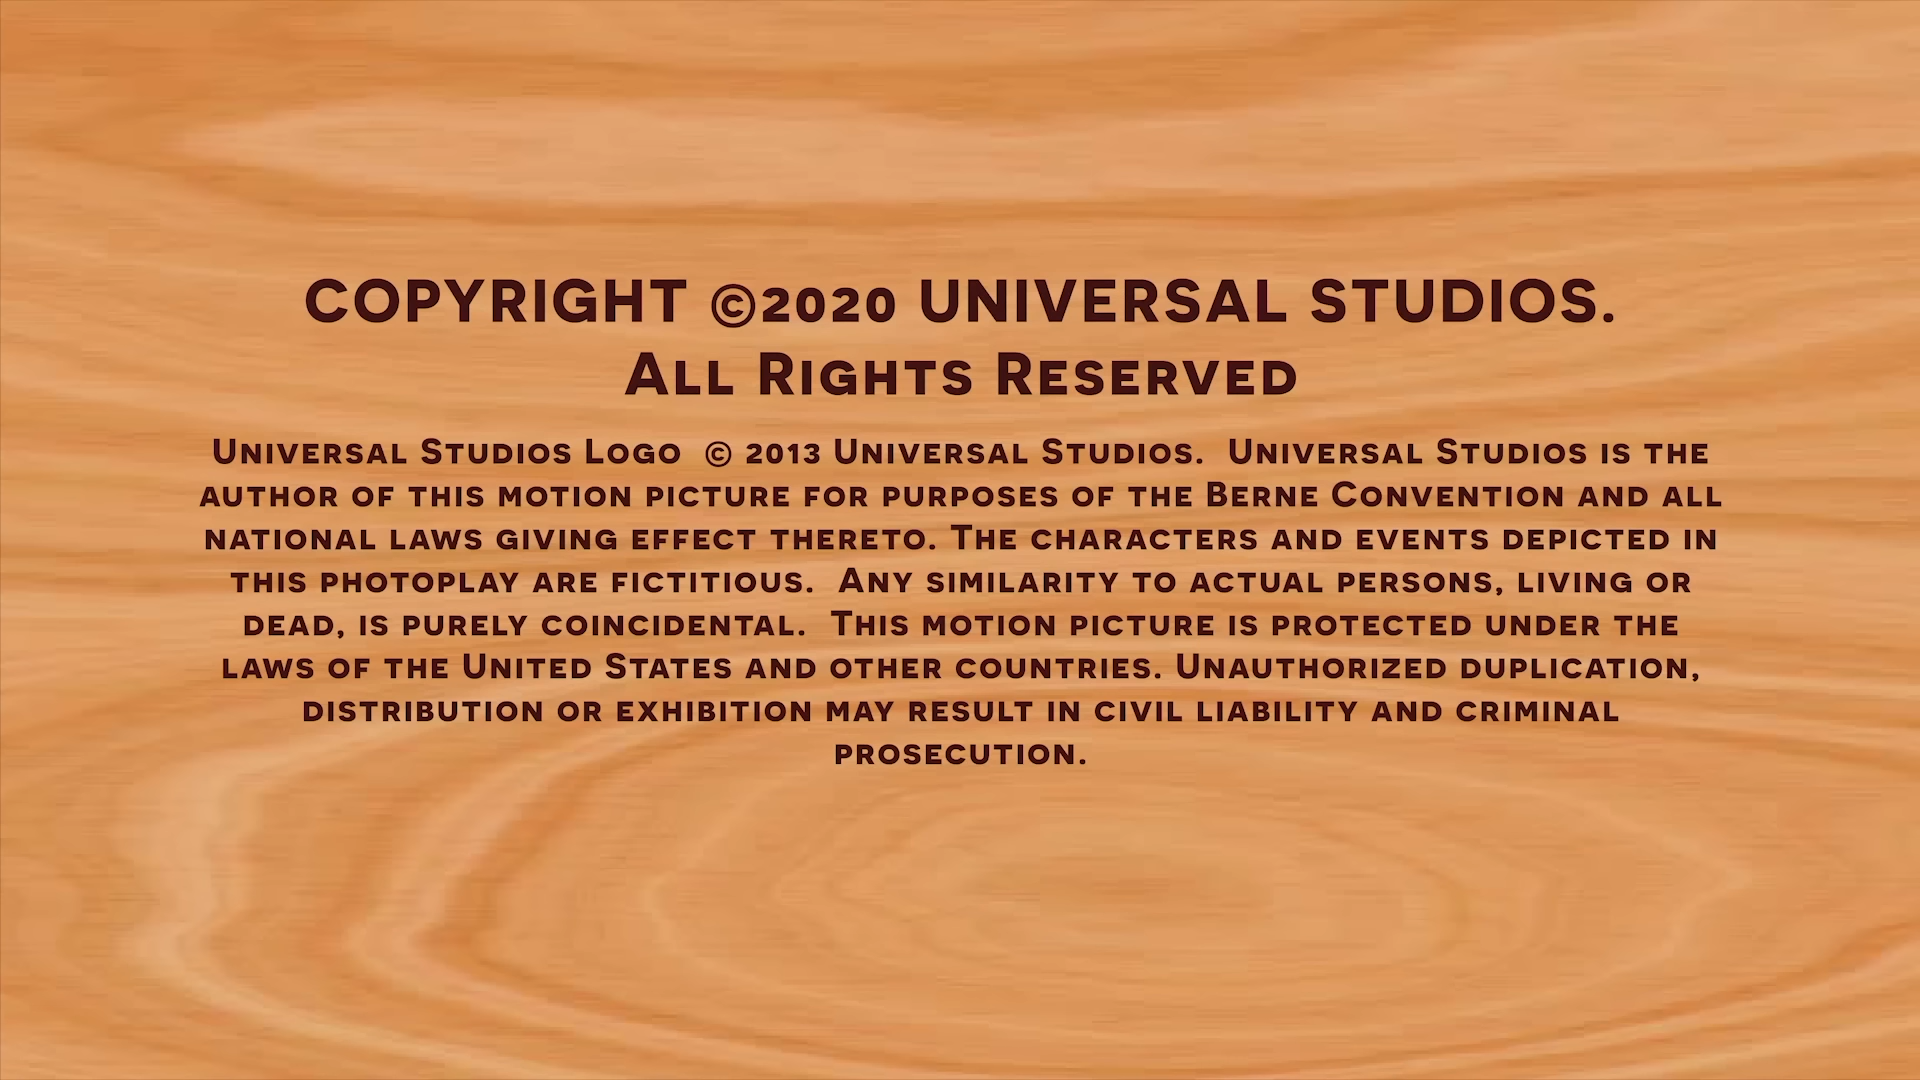 COPYRIGHT ©2020 UNIVERSAL STUDIOS.
All Rights Reserved
Universal Studios Logo © 2013 Universal Studios. Universal Studios is the
author of this motion picture for purposes of the Berne Convention and all
national laws giving effect thereto. The characters and events depicted in
this photoplay are fictitious. Any similarity to actual persons, living or
dead, is purely coincidental. This motion picture is protected under the
laws of the United States and other countries. Unauthorized duplication,
distribution or exhibition may result in civil liability and criminal
prosecution.